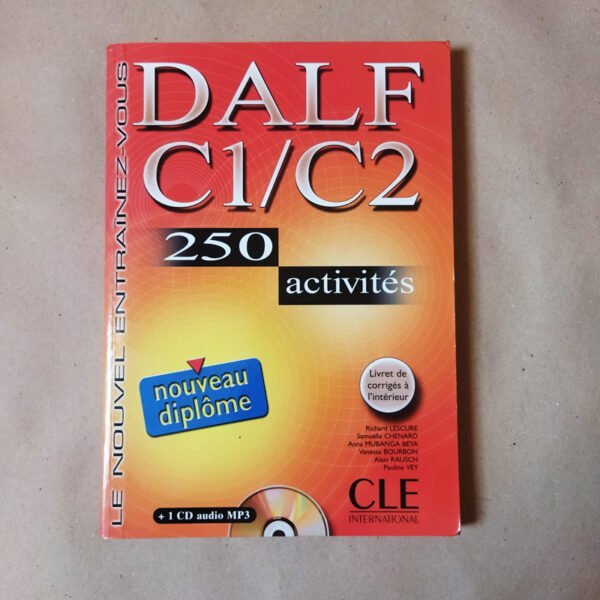 LE NOUVEL ENTRAÎNEZ-VOUS
DALF
C1/C2
250
activités
nouveau
diplôme
Livret de
corrigés à
l'intérieur
Richard LESCURE
Samuelle CHENARD
Anna MUBANGA BEYA
Vanessa BOURBON
Alain RAUSCH
Pauline VEY
CLE
INTERNATIONAL
+ 1 CD audio MP3